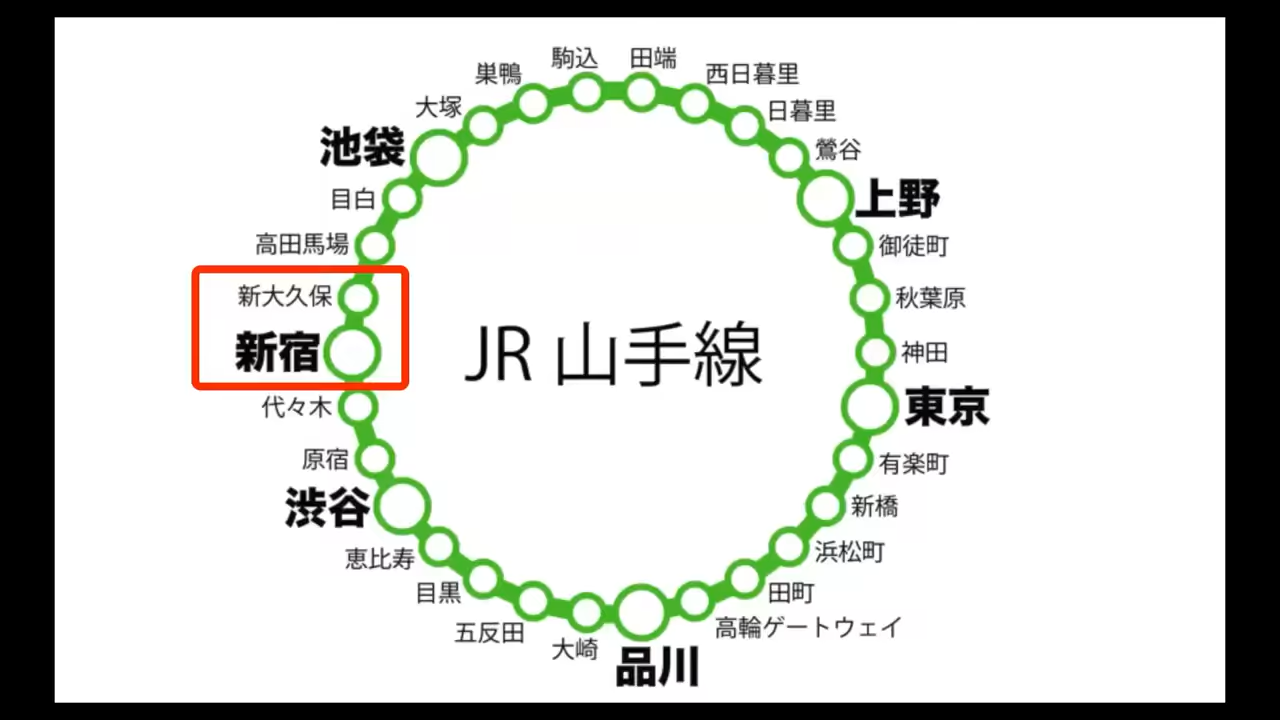 駒込
田端
巣鴨
西日暮里
大塚
日暮里
池袋
鶯谷
目白
上野
高田馬場
御徒町
新大久保
秋葉原
新宿
JR 山手線
神田
代々木
東京
原宿
有楽町
渋谷
新橋
恵比寿
浜松町
目黒
田町
五反田
高輪ゲートウェイ
大崎
品川